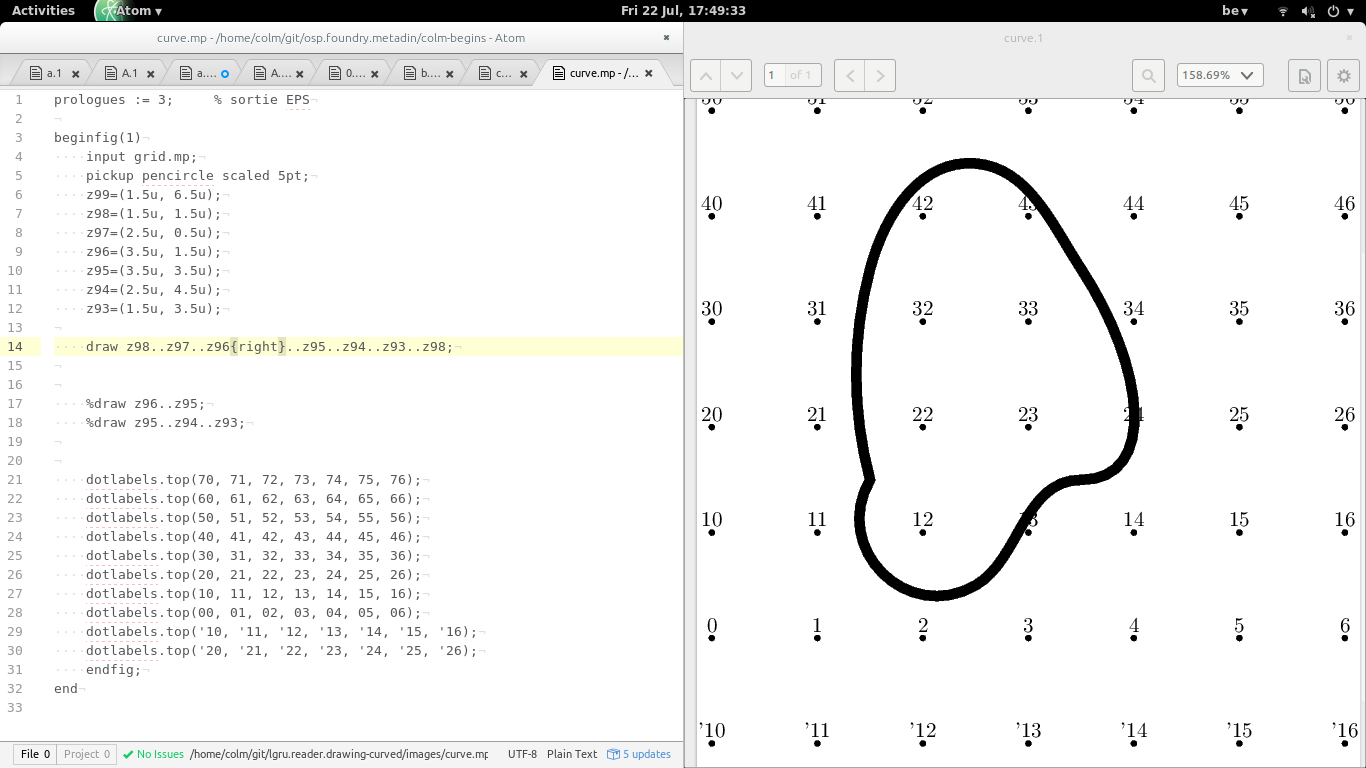 Activities Atom ▾ Fri 22 Jul, 17:49:33 be ▾
curve.mp - /home/colm/git/osp.foundry.metadin/colm-begins - Atom
a.1 A.1 a.... A.... 0.... b.... c... curve.mp - /...
1 prologues := 3;     % sortie EPS
2
3 beginfig(1)
4     input grid.mp;
5     pickup pencircle scaled 5pt;
6     z99=(1.5u, 6.5u);
7     z98=(1.5u, 1.5u);
8     z97=(2.5u, 0.5u);
9     z96=(3.5u, 1.5u);
10     z95=(3.5u, 3.5u);
11     z94=(2.5u, 4.5u);
12     z93=(1.5u, 3.5u);
13
14     draw z98..z97..z96{right}..z95..z94..z93..z98;
15
16
17     %draw z96..z95;
18     %draw z95..z94..z93;
19
20
21     dotlabels.top(70, 71, 72, 73, 74, 75, 76);
22     dotlabels.top(60, 61, 62, 63, 64, 65, 66);
23     dotlabels.top(50, 51, 52, 53, 54, 55, 56);
24     dotlabels.top(40, 41, 42, 43, 44, 45, 46);
25     dotlabels.top(30, 31, 32, 33, 34, 35, 36);
26     dotlabels.top(20, 21, 22, 23, 24, 25, 26);
27     dotlabels.top(10, 11, 12, 13, 14, 15, 16);
28     dotlabels.top(00, 01, 02, 03, 04, 05, 06);
29     dotlabels.top('10, '11, '12, '13, '14, '15, '16);
30     dotlabels.top('20, '21, '22, '23, '24, '25, '26);
31     endfig;
32 end
33
File 0 Project 0 No Issues /home/colm/git/lgru.reader.drawing-curved/images/curve.mp UTF-8 Plain Text 5 updates
curve.1
1 of 1 158.69%
50 51 52 53 54 55 56
40 41 42 43 44 45 46
30 31 32 33 34 35 36
20 21 22 23 24 25 26
10 11 12 13 14 15 16
0 1 2 3 4 5 6
’10 ’11 ’12 ’13 ’14 ’15 ’16